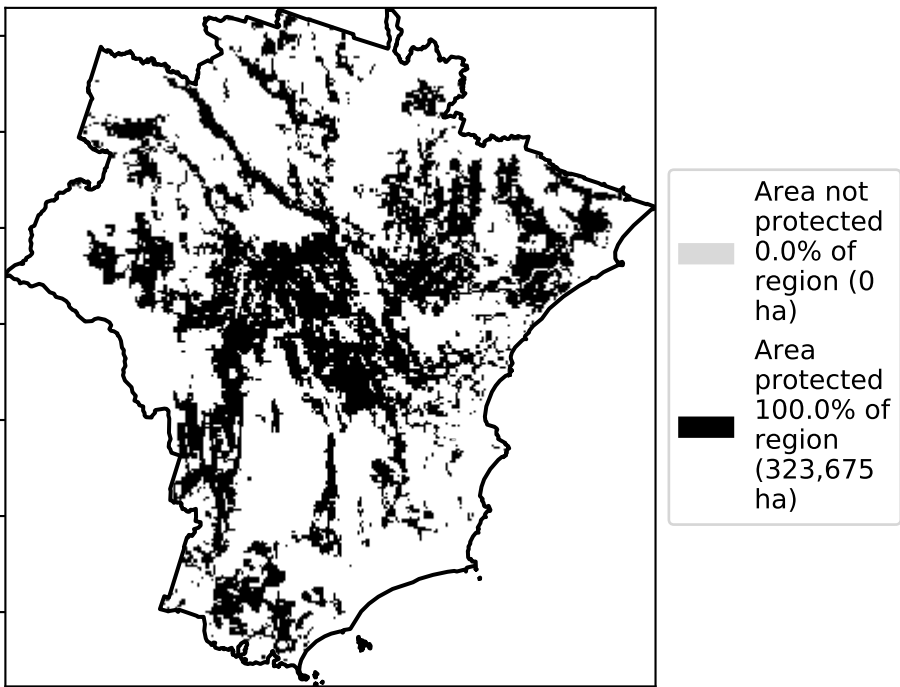 Area not
protected
0.0% of
region (0
ha)
Area
protected
100.0% of
region
(323,675
ha)